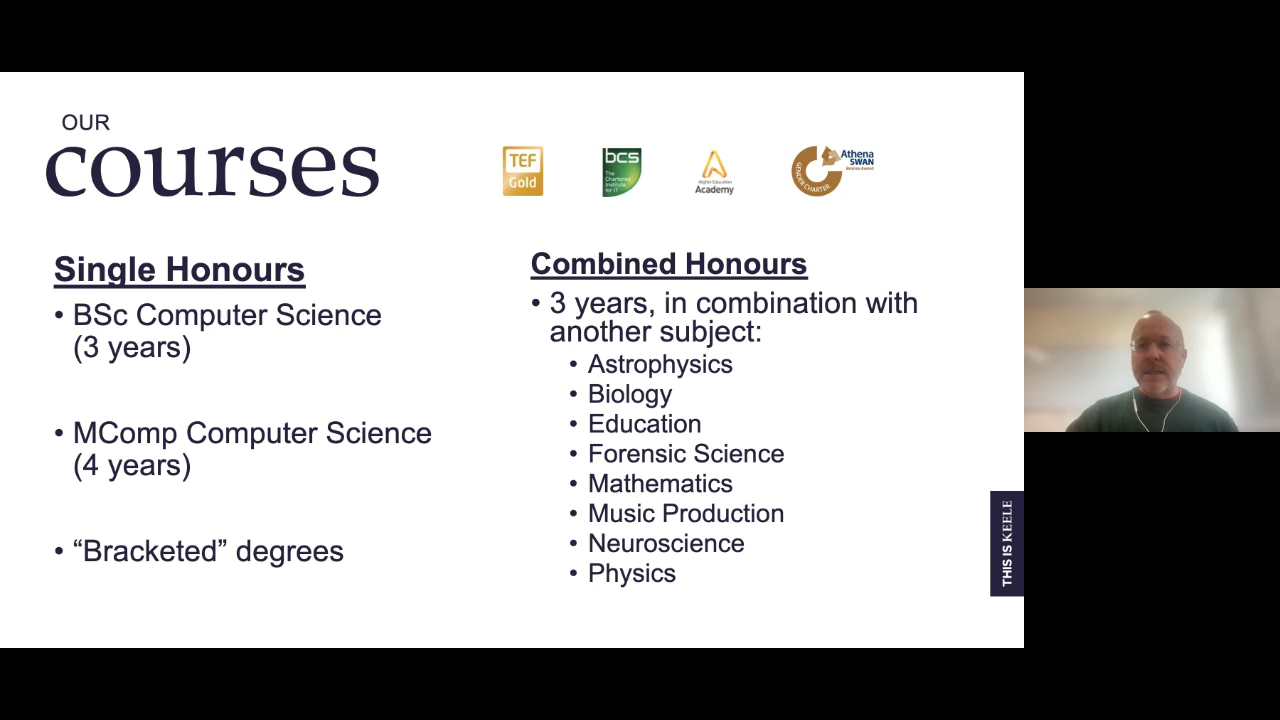 OUR
courses
TEF
Gold
bcs
The
Chartered
Institute
for IT
Higher Education
Academy
Athena
SWAN
Bronze Award
GENDER CHARTER
Single Honours
• BSc Computer Science
(3 years)
• MComp Computer Science
(4 years)
• “Bracketed” degrees
Combined Honours
• 3 years, in combination with
another subject:
• Astrophysics
• Biology
• Education
• Forensic Science
• Mathematics
• Music Production
• Neuroscience
• Physics
THIS IS KEELE